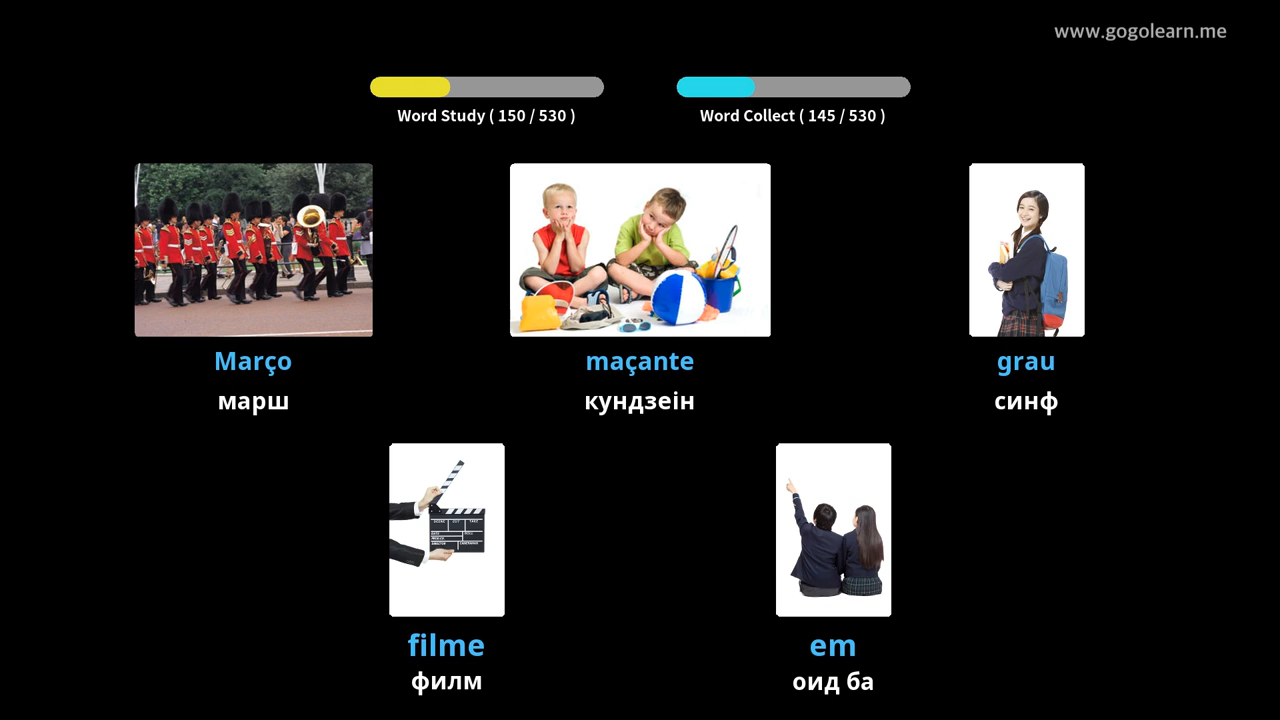 www.gogolearn.me
Word Study ( 150 / 530 )
Word Collect ( 145 / 530 )
Março
марш
maçante
кундзеін
grau
синф
filme
филм
em
оид ба